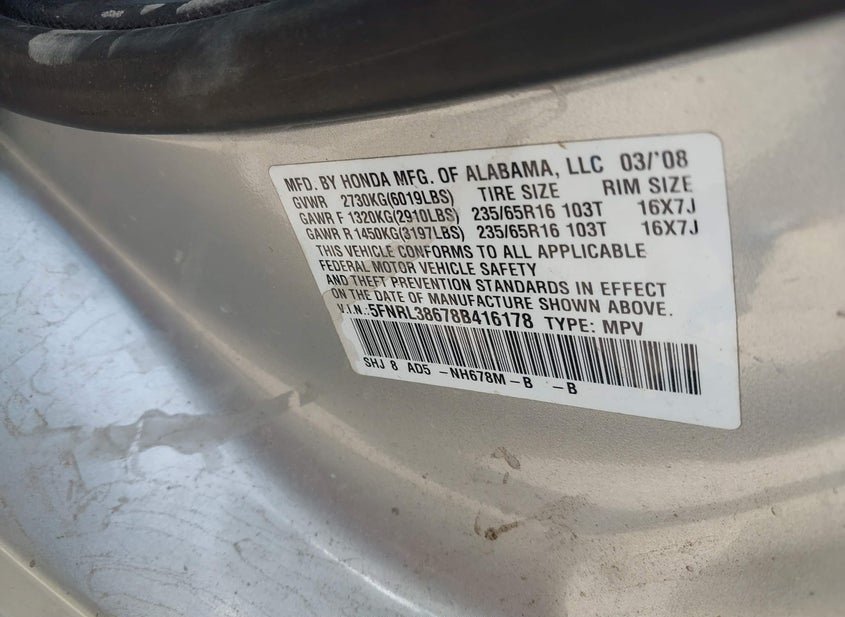 MFD. BY HONDA MFG. OF ALABAMA, LLC 03/'08
GVWR 2730KG(6019LBS) TIRE SIZE RIM SIZE
GAWR F 1320KG(2910LBS) 235/65R16 103T 16X7J
GAWR R 1450KG(3197LBS) 235/65R16 103T 16X7J
THIS VEHICLE CONFORMS TO ALL APPLICABLE
FEDERAL MOTOR VEHICLE SAFETY
AND THEFT PREVENTION STANDARDS IN EFFECT
ON THE DATE OF MANUFACTURE SHOWN ABOVE.
V.I.N.:5FNRL38678B416178 TYPE: MPV
SHJ 8 AD5 -NH678M-B -B